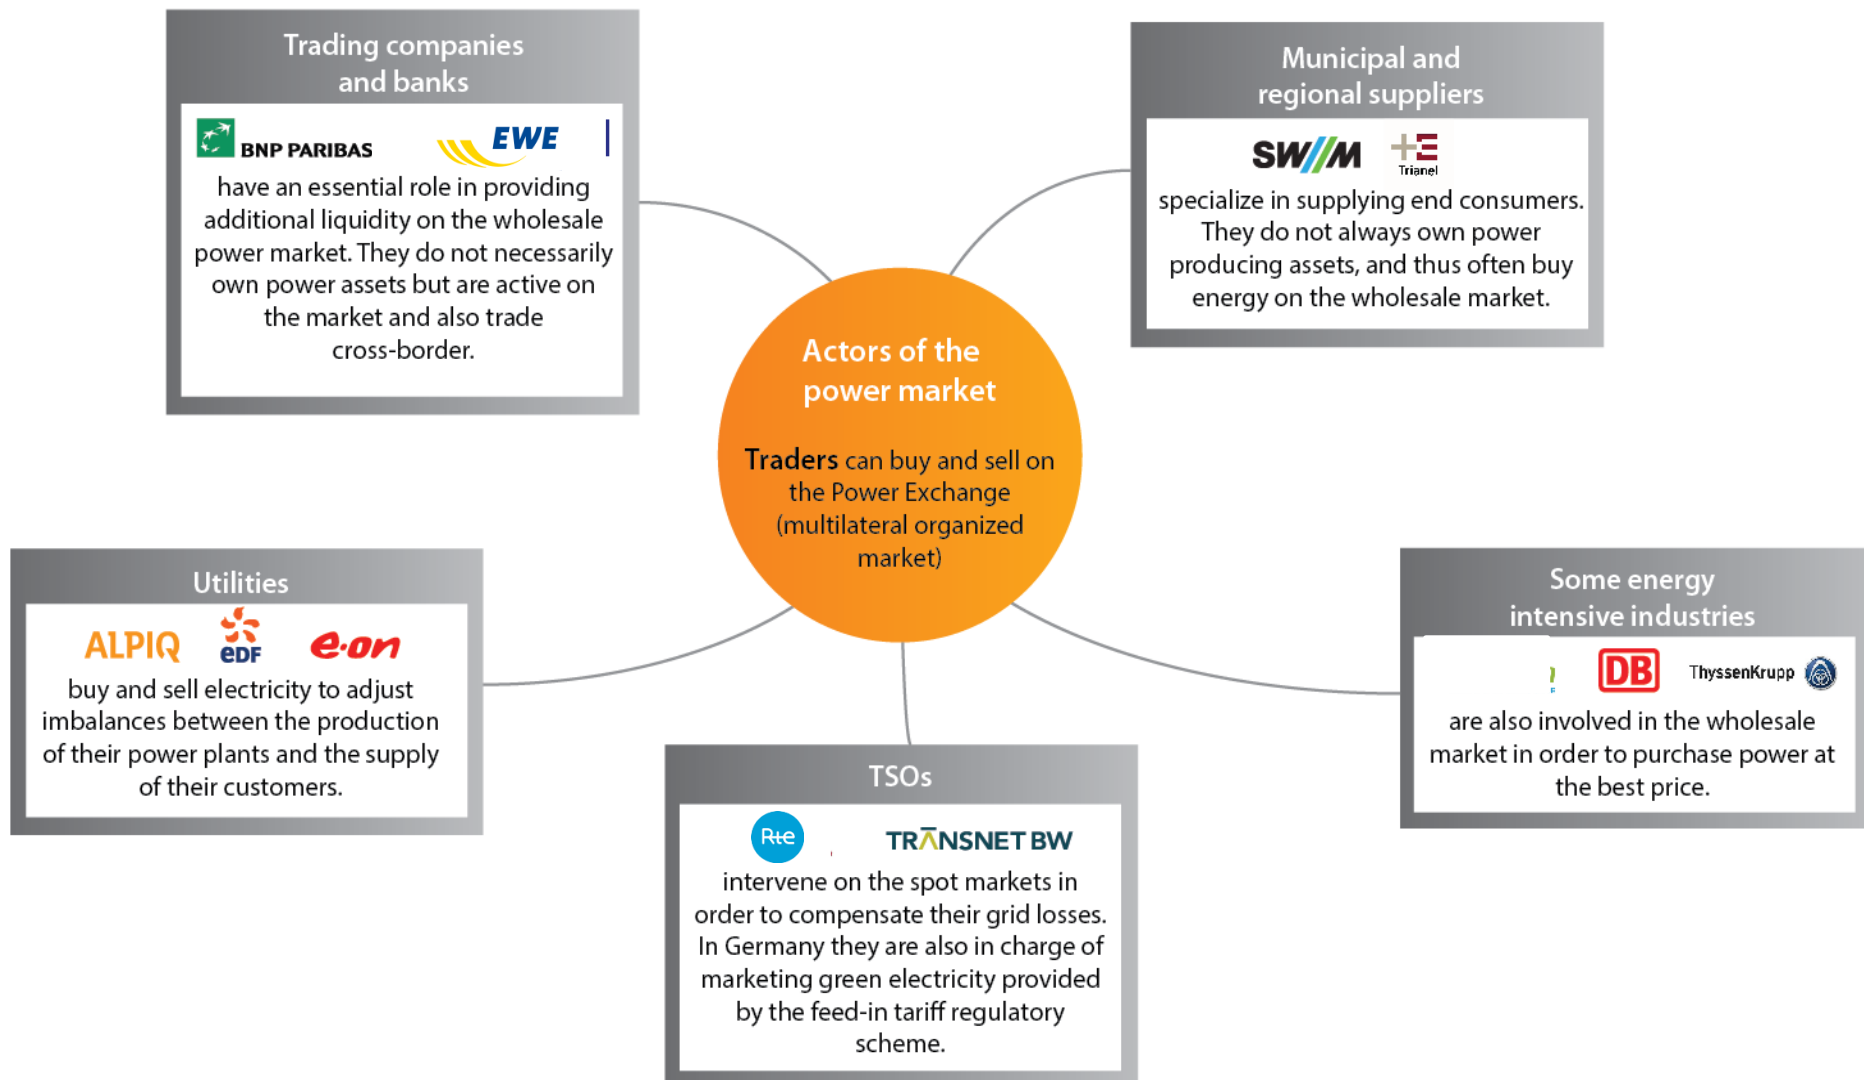 Trading companies
and banks
BNP PARIBAS
EWE
have an essential role in providing
additional liquidity on the wholesale
power market. They do not necessarily
own power assets but are active on
the market and also trade
cross-border.
Municipal and
regional suppliers
SW//M
Trianel
specialize in supplying end consumers.
They do not always own power
producing assets, and thus often buy
energy on the wholesale market.
Actors of the
power market
Traders can buy and sell on
the Power Exchange
(multilateral organized
market)
Utilities
ALPIQ
eDF
e·on
buy and sell electricity to adjust
imbalances between the production
of their power plants and the supply
of their customers.
TSOs
Rte
TRANSNET BW
intervene on the spot markets in
order to compensate their grid losses.
In Germany they are also in charge of
marketing green electricity provided
by the feed-in tariff regulatory
scheme.
Some energy
intensive industries
DB
ThyssenKrupp
are also involved in the wholesale
market in order to purchase power at
the best price.